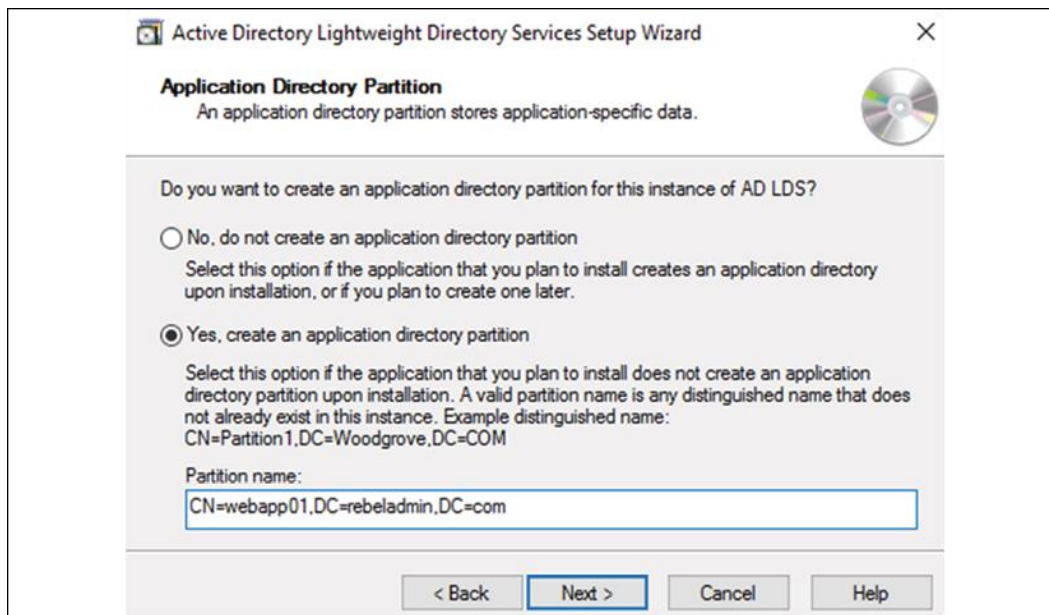 Active Directory Lightweight Directory Services Setup Wizard
Application Directory Partition
An application directory partition stores application-specific data.
Do you want to create an application directory partition for this instance of AD LDS?
No, do not create an application directory partition
Select this option if the application that you plan to install creates an application directory
upon installation, or if you plan to create one later.
Yes, create an application directory partition
Select this option if the application that you plan to install does not create an application
directory partition upon installation. A valid partition name is any distinguished name that does
not already exist in this instance. Example distinguished name:
CN=Partition1,DC=Woodgrove,DC=COM
Partition name:
CN=webapp01,DC=rebeladmin,DC=com
< Back Next > Cancel Help